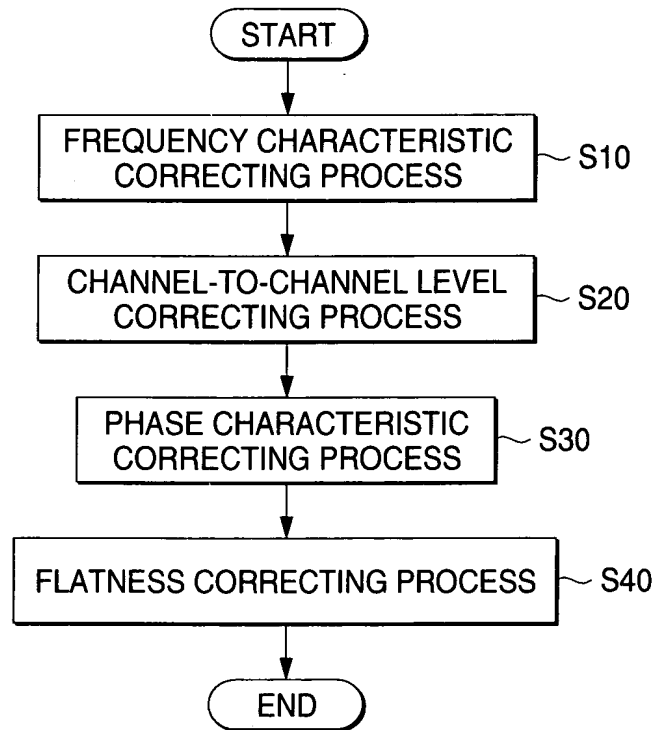 START
FREQUENCY CHARACTERISTIC
CORRECTING PROCESS
S10
CHANNEL-TO-CHANNEL LEVEL
CORRECTING PROCESS
S20
PHASE CHARACTERISTIC
CORRECTING PROCESS
S30
FLATNESS CORRECTING PROCESS
S40
END